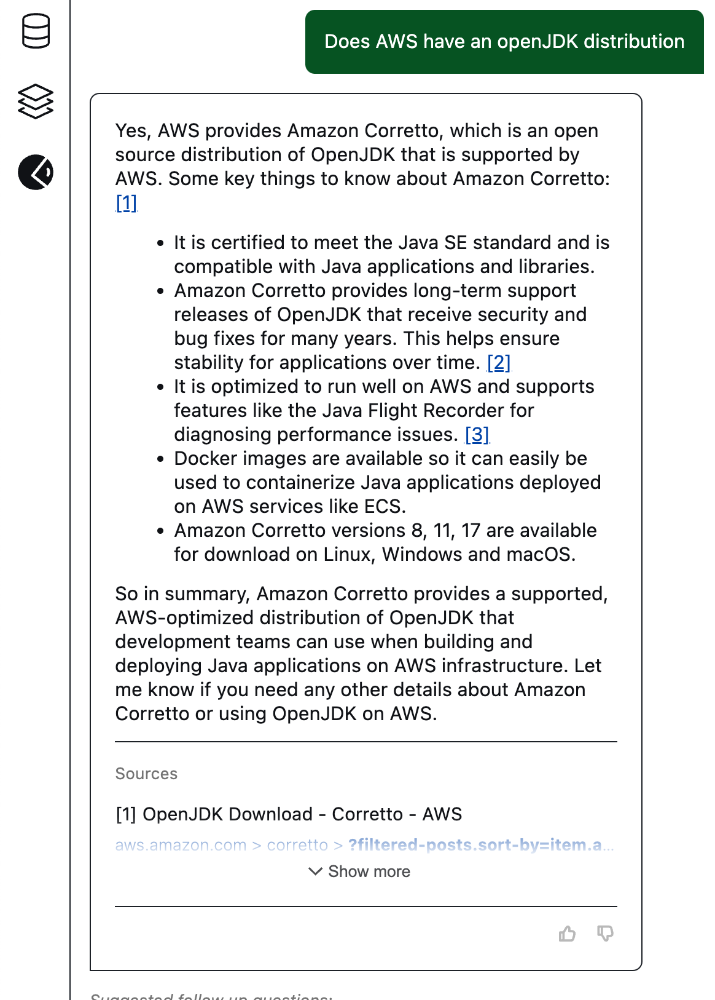 Does AWS have an openJDK distribution
Yes, AWS provides Amazon Corretto, which is an open
source distribution of OpenJDK that is supported by
AWS. Some key things to know about Amazon Corretto:
[1]
• It is certified to meet the Java SE standard and is
compatible with Java applications and libraries.
• Amazon Corretto provides long-term support
releases of OpenJDK that receive security and
bug fixes for many years. This helps ensure
stability for applications over time. [2]
• It is optimized to run well on AWS and supports
features like the Java Flight Recorder for
diagnosing performance issues. [3]
• Docker images are available so it can easily be
used to containerize Java applications deployed
on AWS services like ECS.
• Amazon Corretto versions 8, 11, 17 are available
for download on Linux, Windows and macOS.
So in summary, Amazon Corretto provides a supported,
AWS-optimized distribution of OpenJDK that
development teams can use when building and
deploying Java applications on AWS infrastructure. Let
me know if you need any other details about Amazon
Corretto or using OpenJDK on AWS.
Sources
[1] OpenJDK Download - Corretto - AWS
aws.amazon.com > corretto > ?filtered-posts.sort-by=item.a...
Show more
Suggested follow up questions: